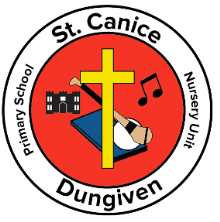 St. Canice
Primary School
Nursery Unit
Dungiven